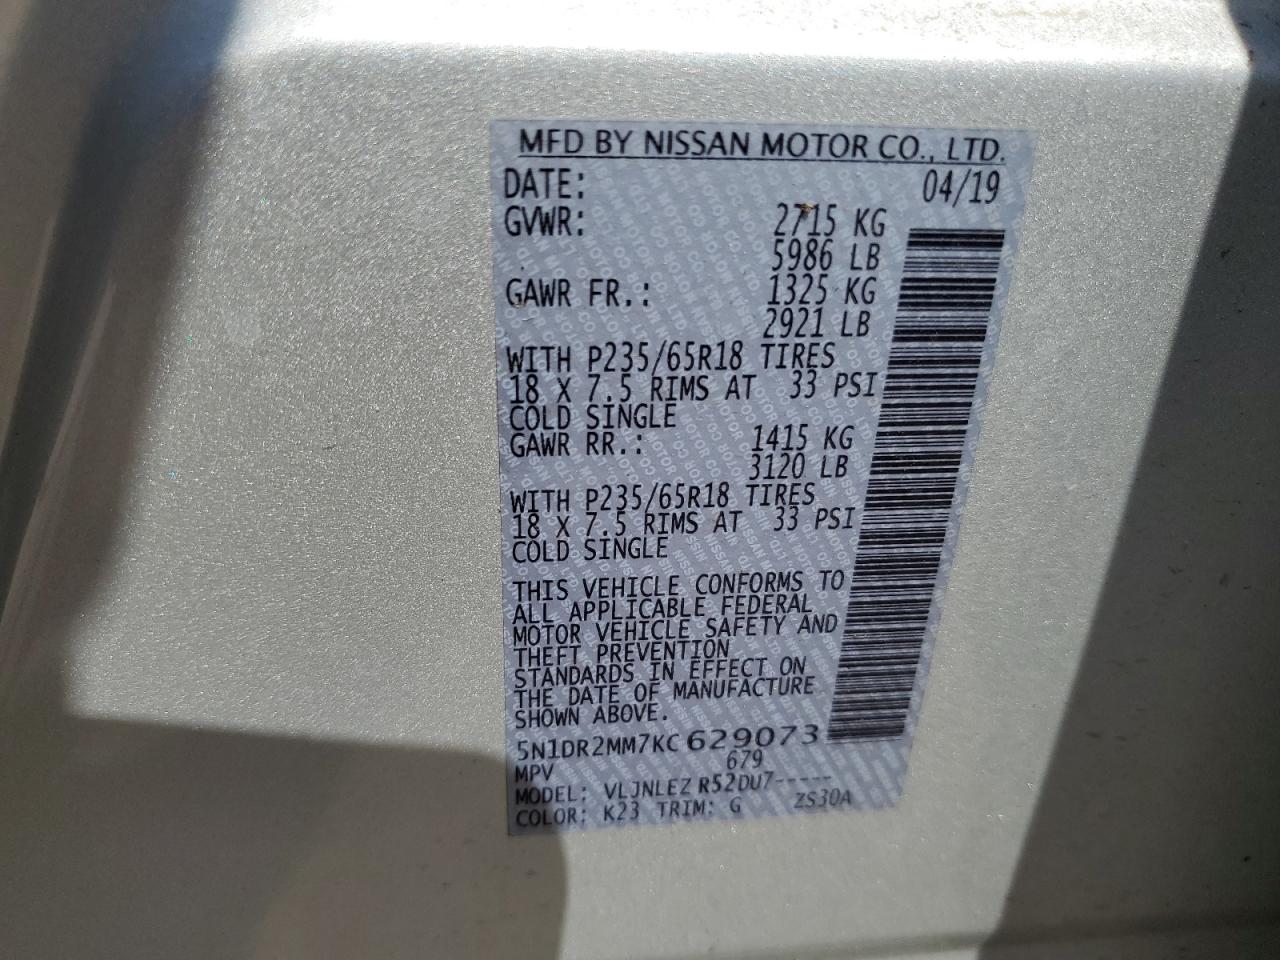 MFD BY NISSAN MOTOR CO., LTD.
DATE: 04/19
GVWR: 2715 KG
5986 LB
GAWR FR.: 1325 KG
2921 LB
WITH P235/65R18 TIRES
18 X 7.5 RIMS AT 33 PSI
COLD SINGLE
GAWR RR.: 1415 KG
3120 LB
WITH P235/65R18 TIRES
18 X 7.5 RIMS AT 33 PSI
COLD SINGLE
THIS VEHICLE CONFORMS TO
ALL APPLICABLE FEDERAL
MOTOR VEHICLE SAFETY AND
THEFT PREVENTION
STANDARDS IN EFFECT ON
THE DATE OF MANUFACTURE
SHOWN ABOVE.
5N1DR2MM7KC629073
MPV 679
MODEL: VLJNLEZ R52DU7-----
COLOR: K23 TRIM: G ZS30A